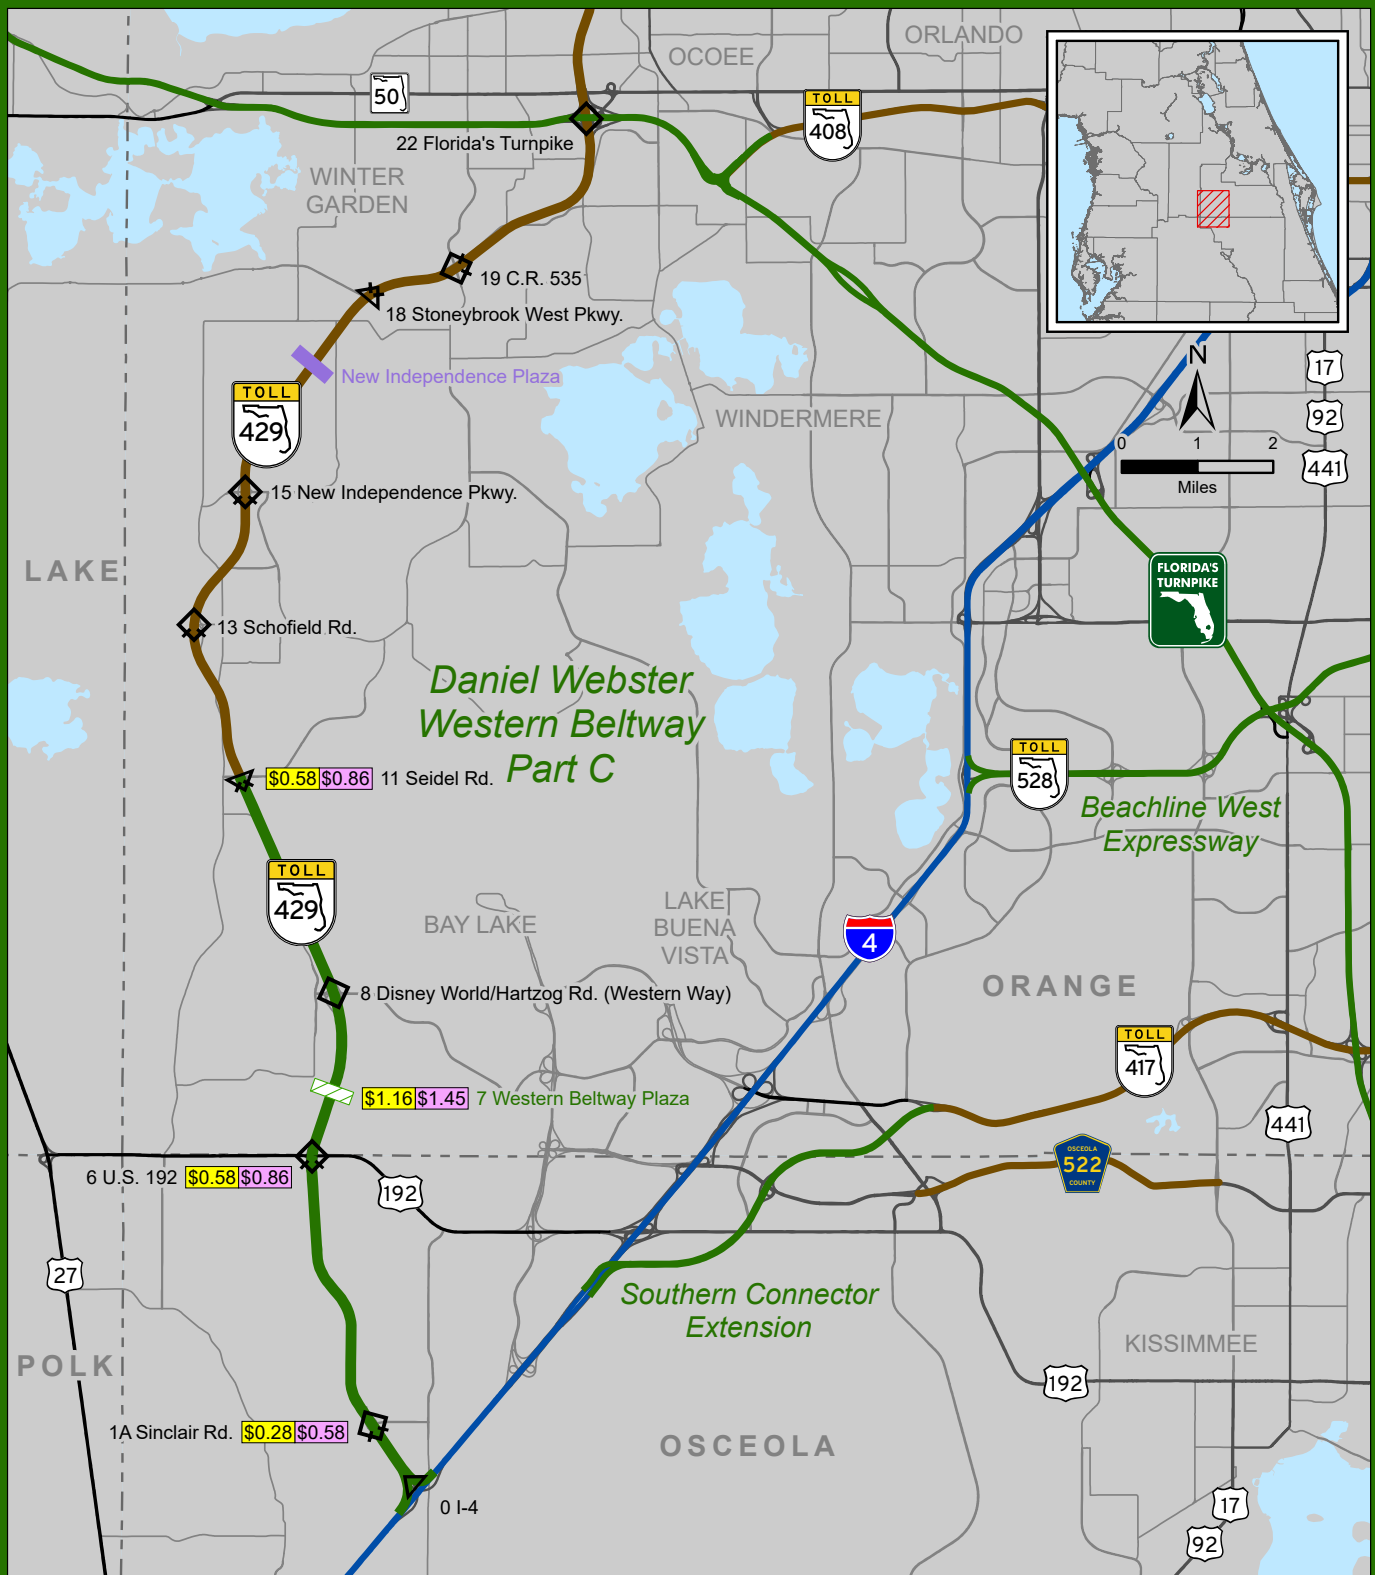 OCOEE
ORLANDO
50
TOLL
408
22 Florida's Turnpike
WINTER
GARDEN
19 C.R. 535
18 Stoneybrook West Pkwy.
New Independence Plaza
TOLL
429
WINDERMERE
N
0 1 2
Miles
17
92
441
15 New Independence Pkwy.
LAKE
FLORIDA'S
TURNPIKE
13 Schofield Rd.
Daniel Webster
Western Beltway
Part C
$0.58 $0.86 11 Seidel Rd.
TOLL
528
Beachline West
Expressway
TOLL
429
BAY LAKE
LAKE
BUENA
VISTA
4
8 Disney World/Hartzog Rd. (Western Way)
ORANGE
TOLL
417
$1.16 $1.45 7 Western Beltway Plaza
441
OSCEOLA
522
COUNTY
6 U.S. 192 $0.58 $0.86
192
27
Southern Connector
Extension
KISSIMMEE
POLK
192
1A Sinclair Rd. $0.28 $0.58
OSCEOLA
0 I-4
17
92